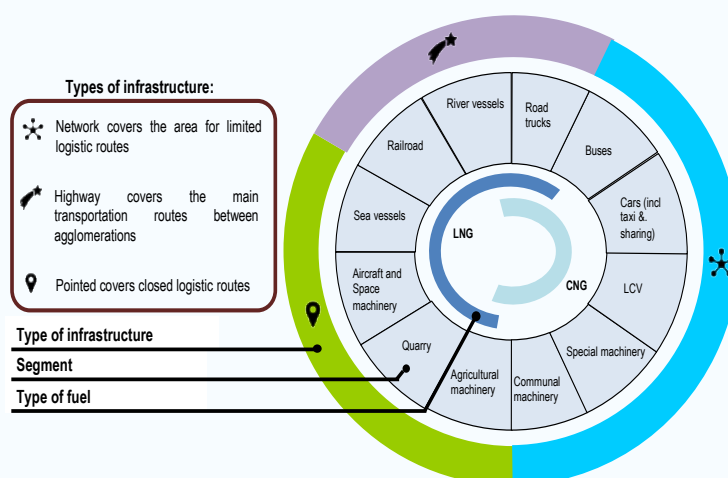 Types of infrastructure:
Network covers the area for limited
logistic routes
Highway covers the main
transportation routes between
agglomerations
Pointed covers closed logistic routes
Type of infrastructure
Segment
Type of fuel
River vessels
Road
trucks
Buses
Cars (incl
taxi &.
sharing)
LCV
Special machinery
Communal
machinery
Agricultural
machinery
Quarry
Aircraft and
Space
machinery
Sea vessels
Railroad
LNG
CNG